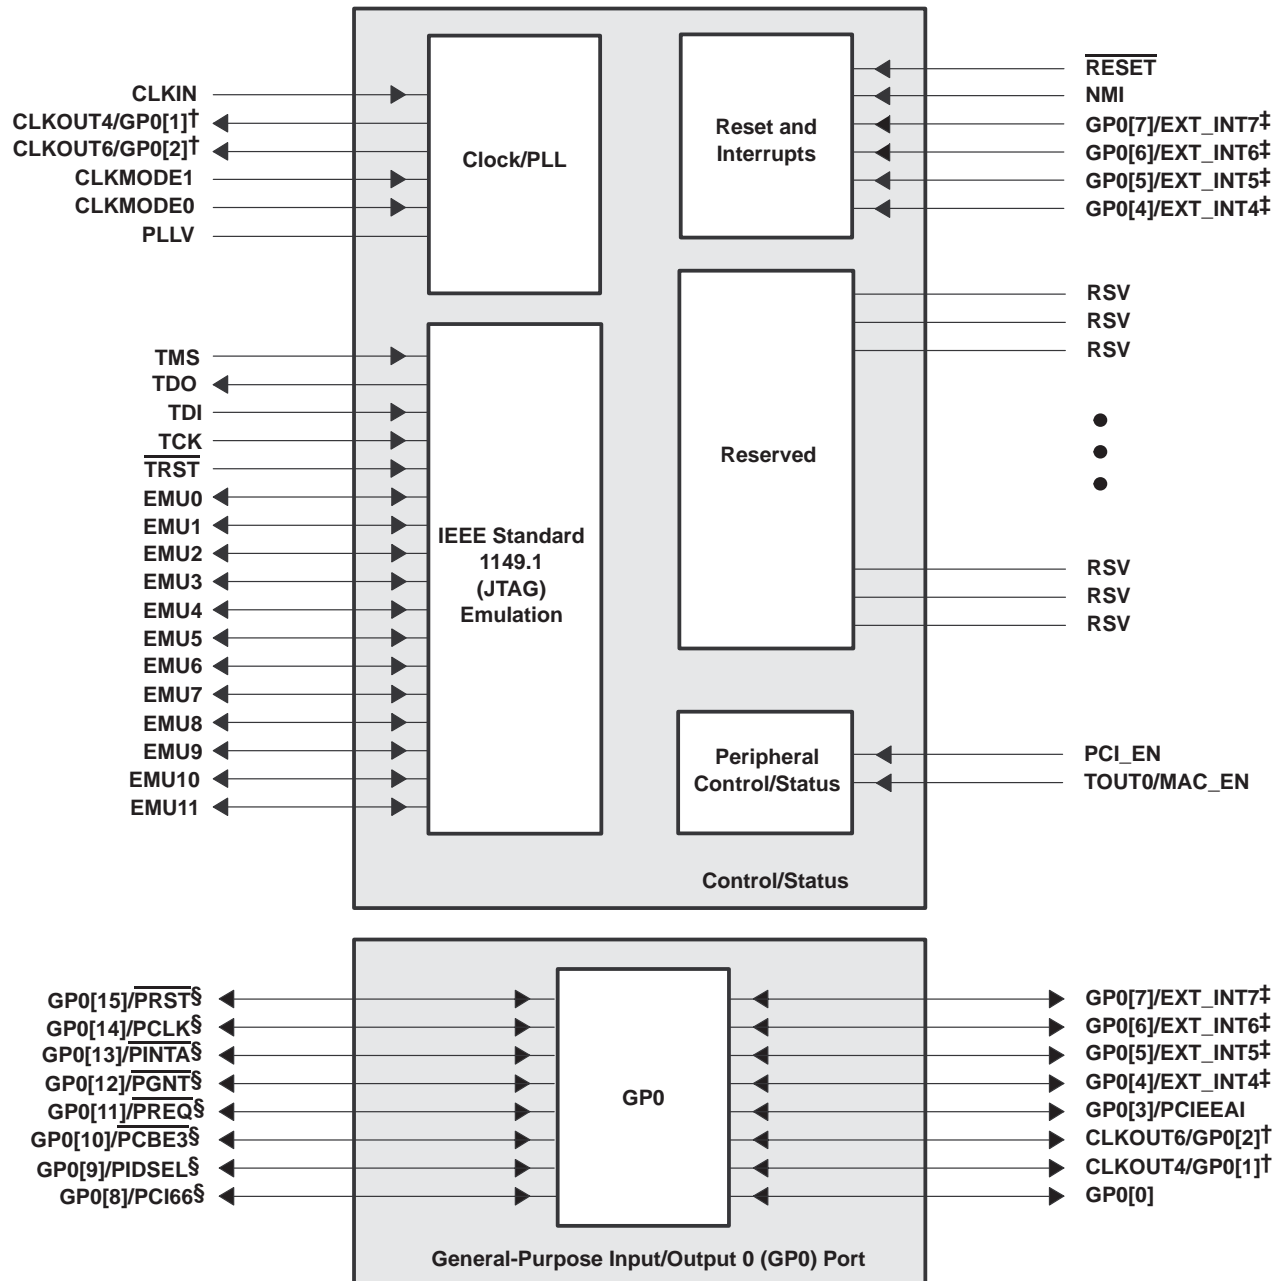 CLKIN
CLKOUT4/GP0[1]†
CLKOUT6/GP0[2]†
CLKMODE1
CLKMODE0
PLLV
Clock/PLL
Reset and
Interrupts
RESET
NMI
GP0[7]/EXT_INT7‡
GP0[6]/EXT_INT6‡
GP0[5]/EXT_INT5‡
GP0[4]/EXT_INT4‡
RSV
RSV
RSV
Reserved
RSV
RSV
RSV
TMS
TDO
TDI
TCK
TRST
EMU0
EMU1
EMU2
EMU3
EMU4
EMU5
EMU6
EMU7
EMU8
EMU9
EMU10
EMU11
IEEE Standard
1149.1
(JTAG)
Emulation
Peripheral
Control/Status
PCI_EN
TOUT0/MAC_EN
Control/Status
GP0[15]/PRST§
GP0[14]/PCLK§
GP0[13]/PINTA§
GP0[12]/PGNT§
GP0[11]/PREQ§
GP0[10]/PCBE3§
GP0[9]/PIDSEL§
GP0[8]/PCI66§
GP0
GP0[7]/EXT_INT7‡
GP0[6]/EXT_INT6‡
GP0[5]/EXT_INT5‡
GP0[4]/EXT_INT4‡
GP0[3]/PCIEEAI
CLKOUT6/GP0[2]†
CLKOUT4/GP0[1]†
GP0[0]
General-Purpose Input/Output 0 (GP0) Port